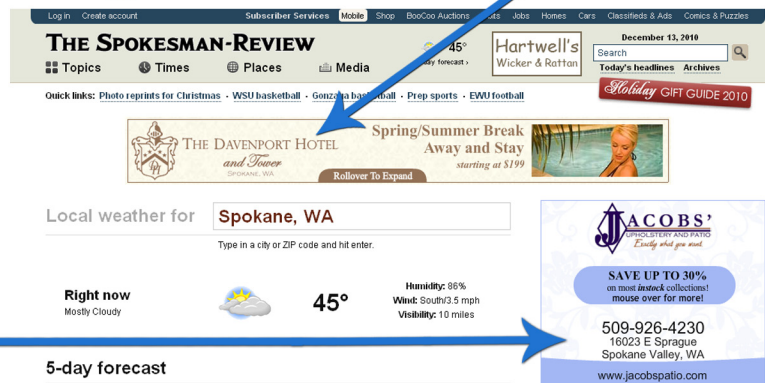 Log in Create account Subscriber Services Mobile Shop BooCoo Auctions Jobs Homes Cars Classifieds & Ads Comics & Puzzles
THE SPOKESMAN-REVIEW
45°
forecast ›
Hartwell's
Wicker & Rattan
December 13, 2010
Search
Today's headlines Archives
Topics Times Places Media
Holiday GIFT GUIDE 2010
Quick links: Photo reprints for Christmas • WSU basketball • Gonzaga basketball • Prep sports • EWU football
THE DAVENPORT HOTEL
and Tower
SPOKANE, WA
Spring/Summer Break
Away and Stay
starting at $199
Rollover To Expand
Local weather for Spokane, WA
Type in a city or ZIP code and hit enter.
Right now
Mostly Cloudy
45°
Humidity: 86%
Wind: South/3.5 mph
Visibility: 10 miles
5-day forecast
JACOBS'
UPHOLSTERY AND PATIO
Exactly what you want.
SAVE UP TO 30%
on most instock collections!
mouse over for more!
509-926-4230
16023 E Sprague
Spokane Valley, WA
www.jacobspatio.com